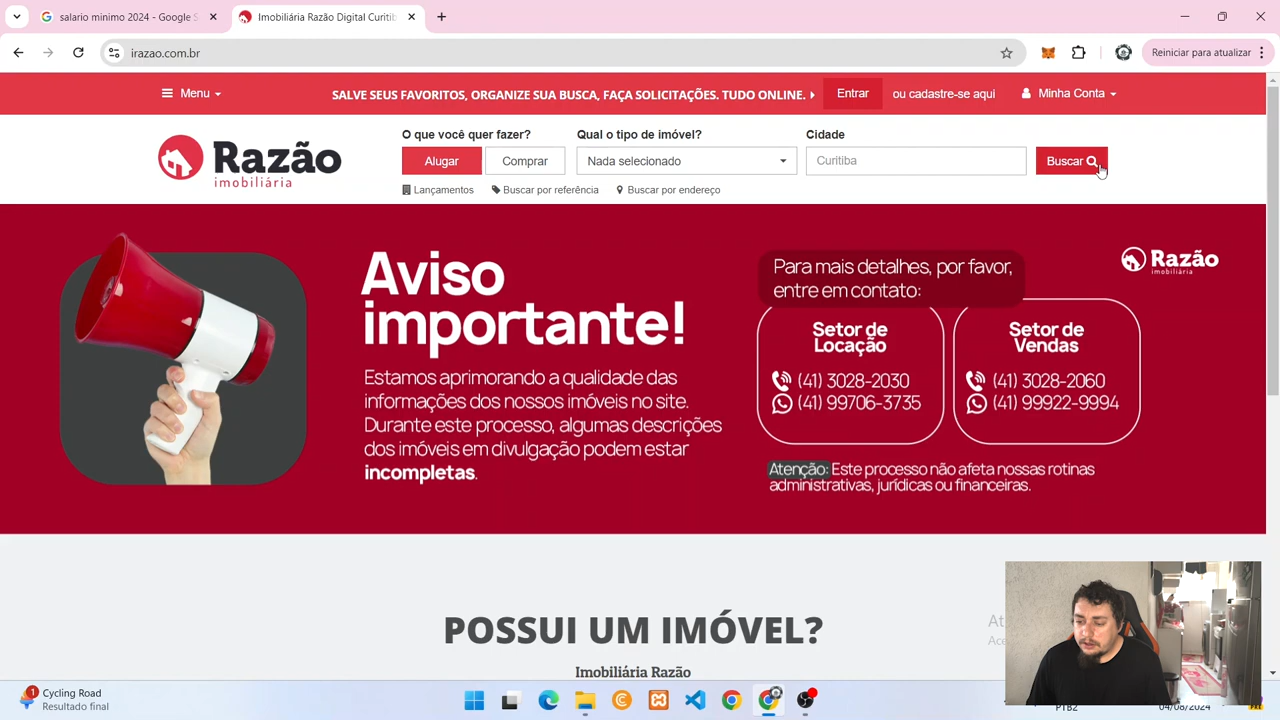 salario minimo 2024 - Google S
Imobiliária Razão Digital Curitib
irazao.com.br
Reiniciar para atualizar
Menu
SALVE SEUS FAVORITOS, ORGANIZE SUA BUSCA, FAÇA SOLICITAÇÕES. TUDO ONLINE.
Entrar
ou cadastre-se aqui
Minha Conta
Razão
imobiliária
O que você quer fazer?
Qual o tipo de imóvel?
Cidade
Alugar
Comprar
Nada selecionado
Curitiba
Buscar
Lançamentos
Buscar por referência
Buscar por endereço
Aviso
importante!
Estamos aprimorando a qualidade das
informações dos nossos imóveis no site.
Durante este processo, algumas descrições
dos imóveis em divulgação podem estar
incompletas.
Para mais detalhes, por favor,
entre em contato:
Razão
imobiliária
Setor de
Locação
(41) 3028-2030
(41) 99706-3735
Setor de
Vendas
(41) 3028-2060
(41) 99922-9994
Atenção: Este processo não afeta nossas rotinas
administrativas, jurídicas ou financeiras.
POSSUI UM IMÓVEL?
Imobiliária Razão
1
Cycling Road
Resultado final
PTB2
04/08/2024